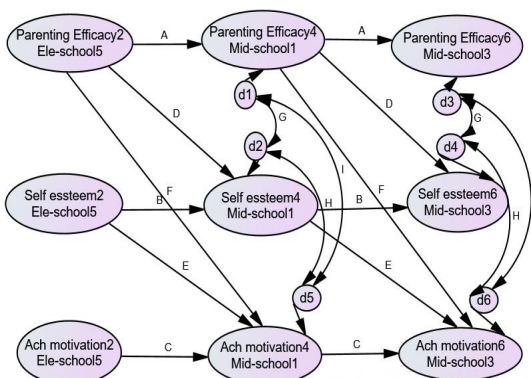 Parenting Efficacy2
Ele-school5
A
Parenting Efficacy4
Mid-school1
A
Parenting Efficacy6
Mid-school3
d1
d3
D
G
D
G
d2
d4
I
F
F
Self essteem2
Ele-school5
B
Self essteem4
Mid-school1
H
B
Self essteem6
Mid-school3
H
E
E
d5
d6
Ach motivation2
Ele-school5
C
Ach motivation4
Mid-school1
C
Ach motivation6
Mid-school3